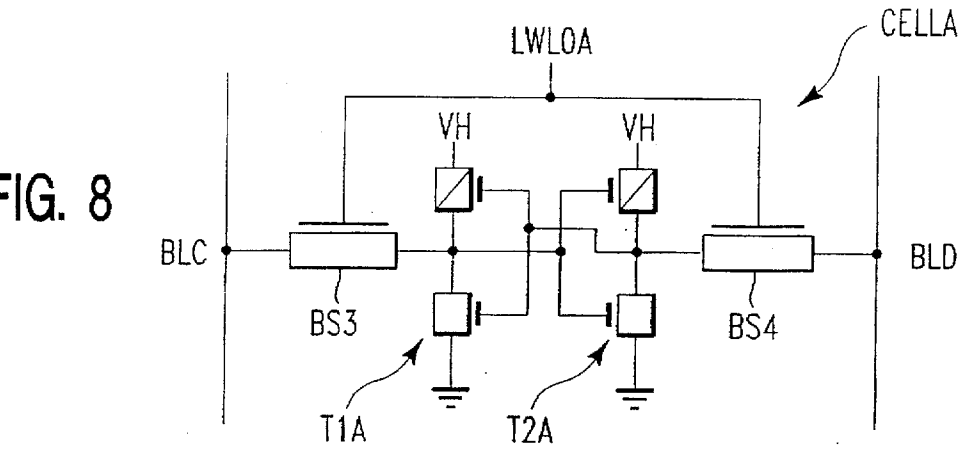 CELLA
LWL0A
VH VH
FIG. 8
BLC BLD
BS3 BS4
T1A T2A